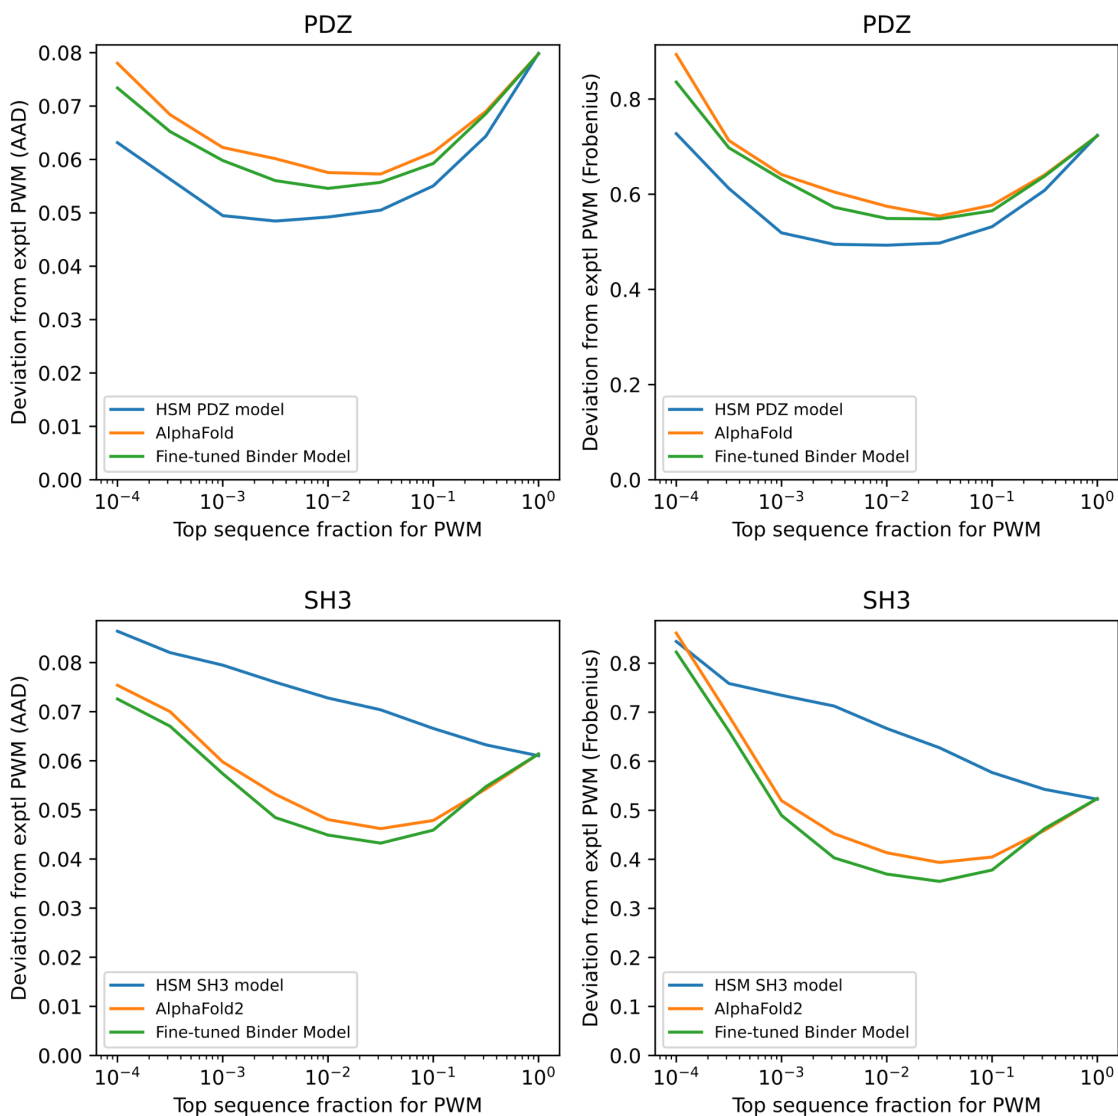 PDZ
Deviation from exptl PWM (AAD)
0.08
0.07
0.06
0.05
0.04
0.03
0.02
0.01
0.00
HSM PDZ model
AlphaFold
Fine-tuned Binder Model
10⁻⁴ 10⁻³ 10⁻² 10⁻¹ 10⁰
Top sequence fraction for PWM
PDZ
Deviation from exptl PWM (Frobenius)
0.8
0.6
0.4
0.2
0.0
HSM PDZ model
AlphaFold
Fine-tuned Binder Model
10⁻⁴ 10⁻³ 10⁻² 10⁻¹ 10⁰
Top sequence fraction for PWM
SH3
Deviation from exptl PWM (AAD)
0.08
0.07
0.06
0.05
0.04
0.03
0.02
0.01
0.00
HSM SH3 model
AlphaFold2
Fine-tuned Binder Model
10⁻⁴ 10⁻³ 10⁻² 10⁻¹ 10⁰
Top sequence fraction for PWM
SH3
Deviation from exptl PWM (Frobenius)
0.8
0.7
0.6
0.5
0.4
0.3
0.2
0.1
0.0
HSM SH3 model
AlphaFold2
Fine-tuned Binder Model
10⁻⁴ 10⁻³ 10⁻² 10⁻¹ 10⁰
Top sequence fraction for PWM